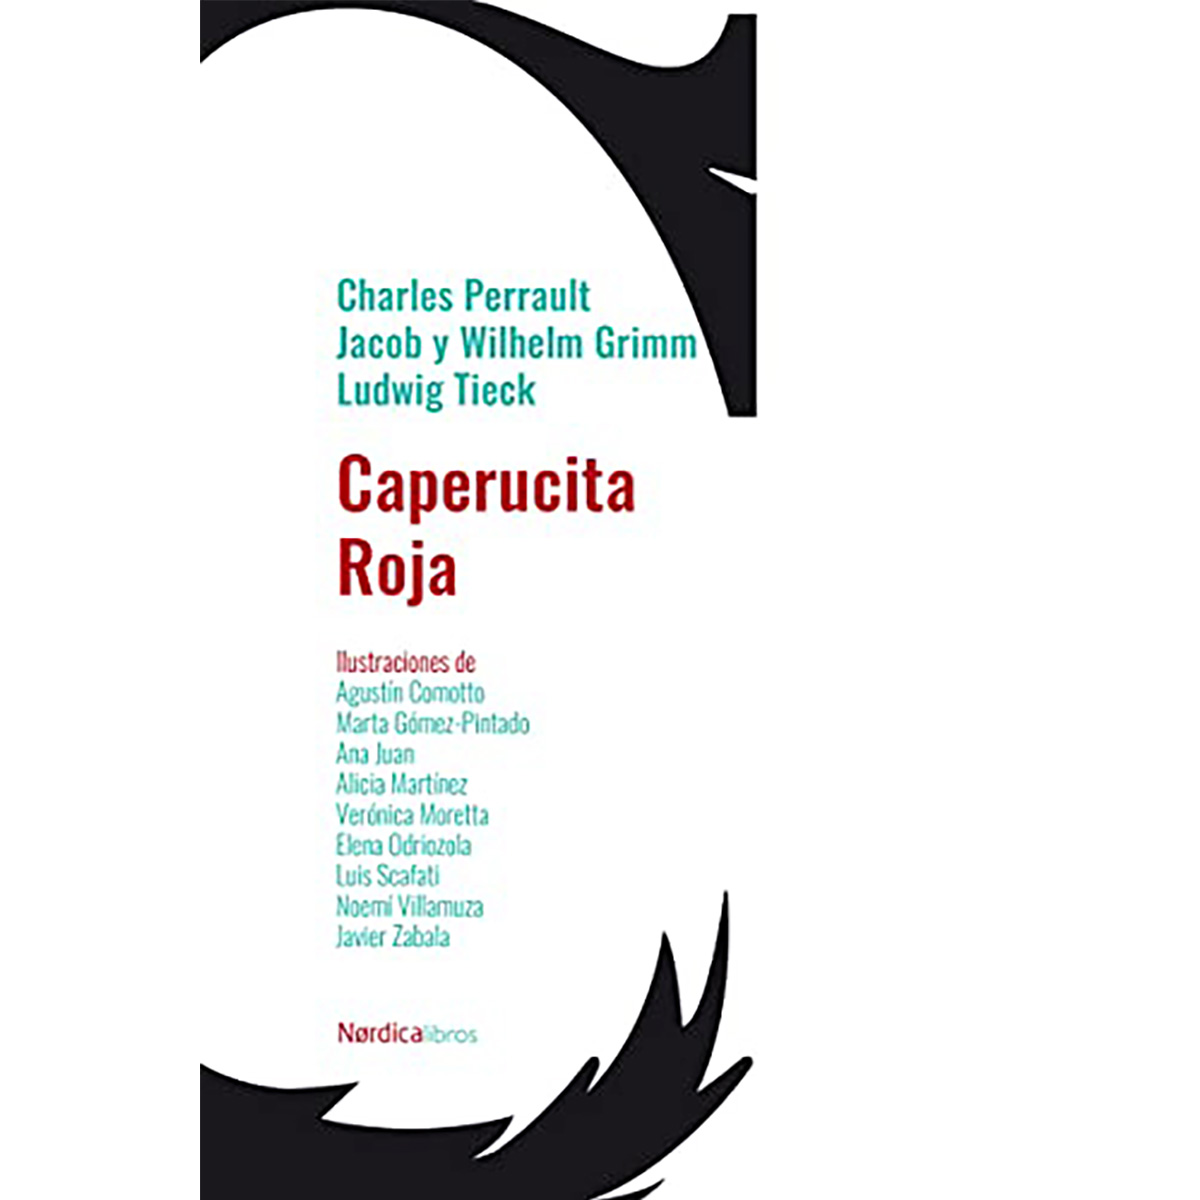 Charles Perrault
Jacob y Wilhelm Grimm
Ludwig Tieck
Caperucita
Roja
Ilustraciones de
Agustín Comotto
Marta Gómez-Pintado
Ana Juan
Alicia Martínez
Verónica Moretta
Elena Odriozola
Luis Scafati
Noemí Villamuza
Javier Zabala
Nørdicalibros